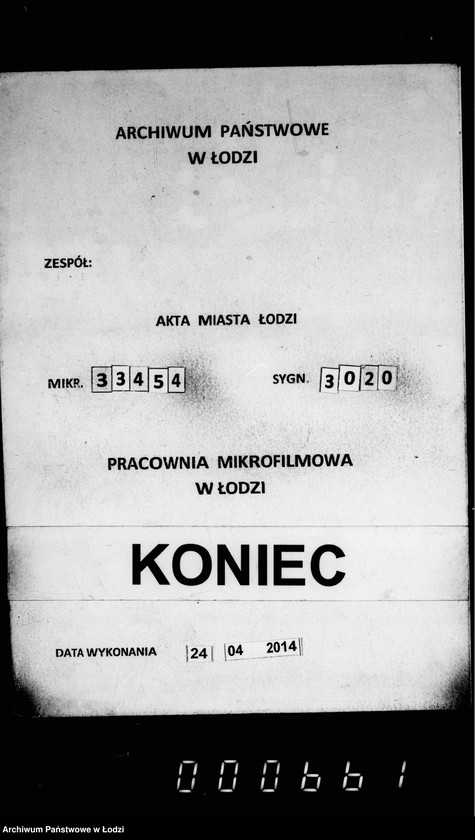 ARCHIWUM PAŃSTWOWE
W ŁODZI
ZESPÓŁ:
AKTA MIASTA ŁODZI
MIKR. 33454 SYGN. 3020
PRACOWNIA MIKROFILMOWA
W ŁODZI
KONIEC
DATA WYKONANIA 24 04 2014
000661
Archiwum Państwowe w Łodzi